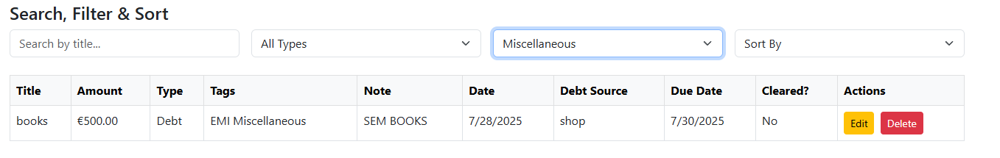 Search, Filter & Sort
Search by title... All Types Miscellaneous Sort By
Title Amount Type Tags Note Date Debt Source Due Date Cleared? Actions
books €500.00 Debt EMI Miscellaneous SEM BOOKS 7/28/2025 shop 7/30/2025 No Edit Delete